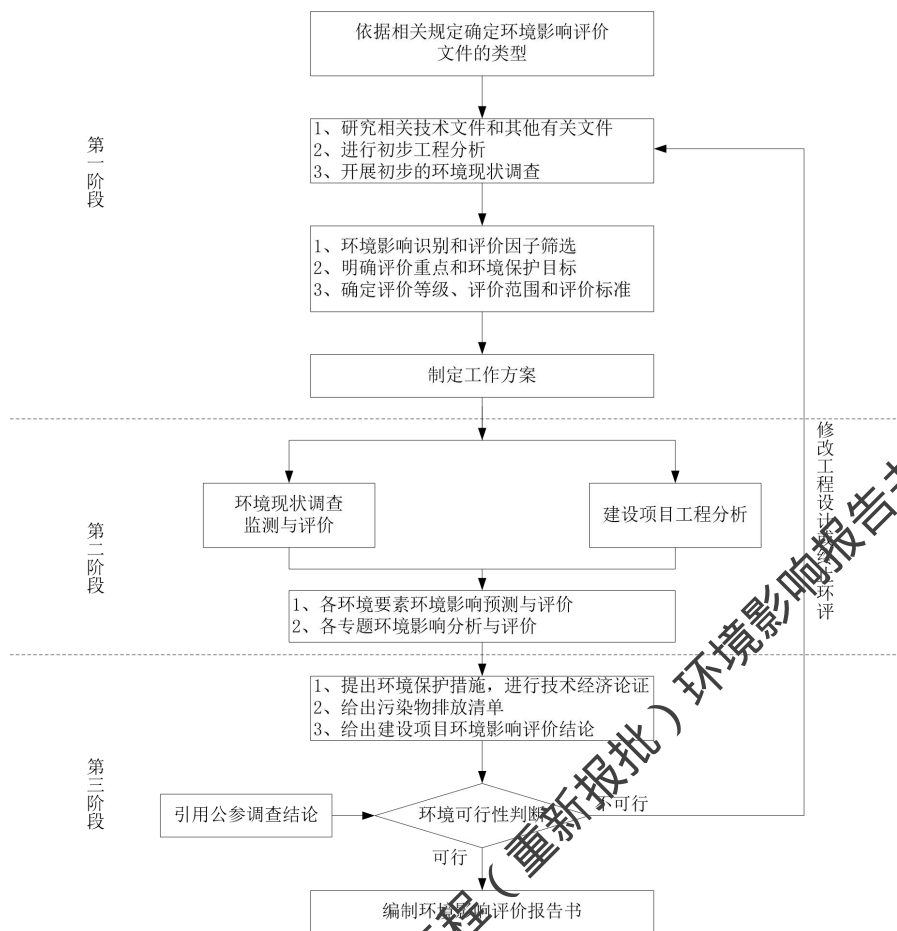 依据相关规定确定环境影响评价
文件的类型
第一阶段
1、研究相关技术文件和其他有关文件
2、进行初步工程分析
3、开展初步的环境现状调查
1、环境影响识别和评价因子筛选
2、明确评价重点和环境保护目标
3、确定评价等级、评价范围和评价标准
制定工作方案
修改工程设计或终止环评
第二阶段
环境现状调查
监测与评价
建设项目工程分析
1、各环境要素环境影响预测与评价
2、各专题环境影响分析与评价
第三阶段
1、提出环境保护措施，进行技术经济论证
2、给出污染物排放清单
3、给出建设项目环境影响评价结论
引用公参调查结论
环境可行性判断
不可行
可行
编制环境影响评价报告书
程（重新报批）环境影响报告